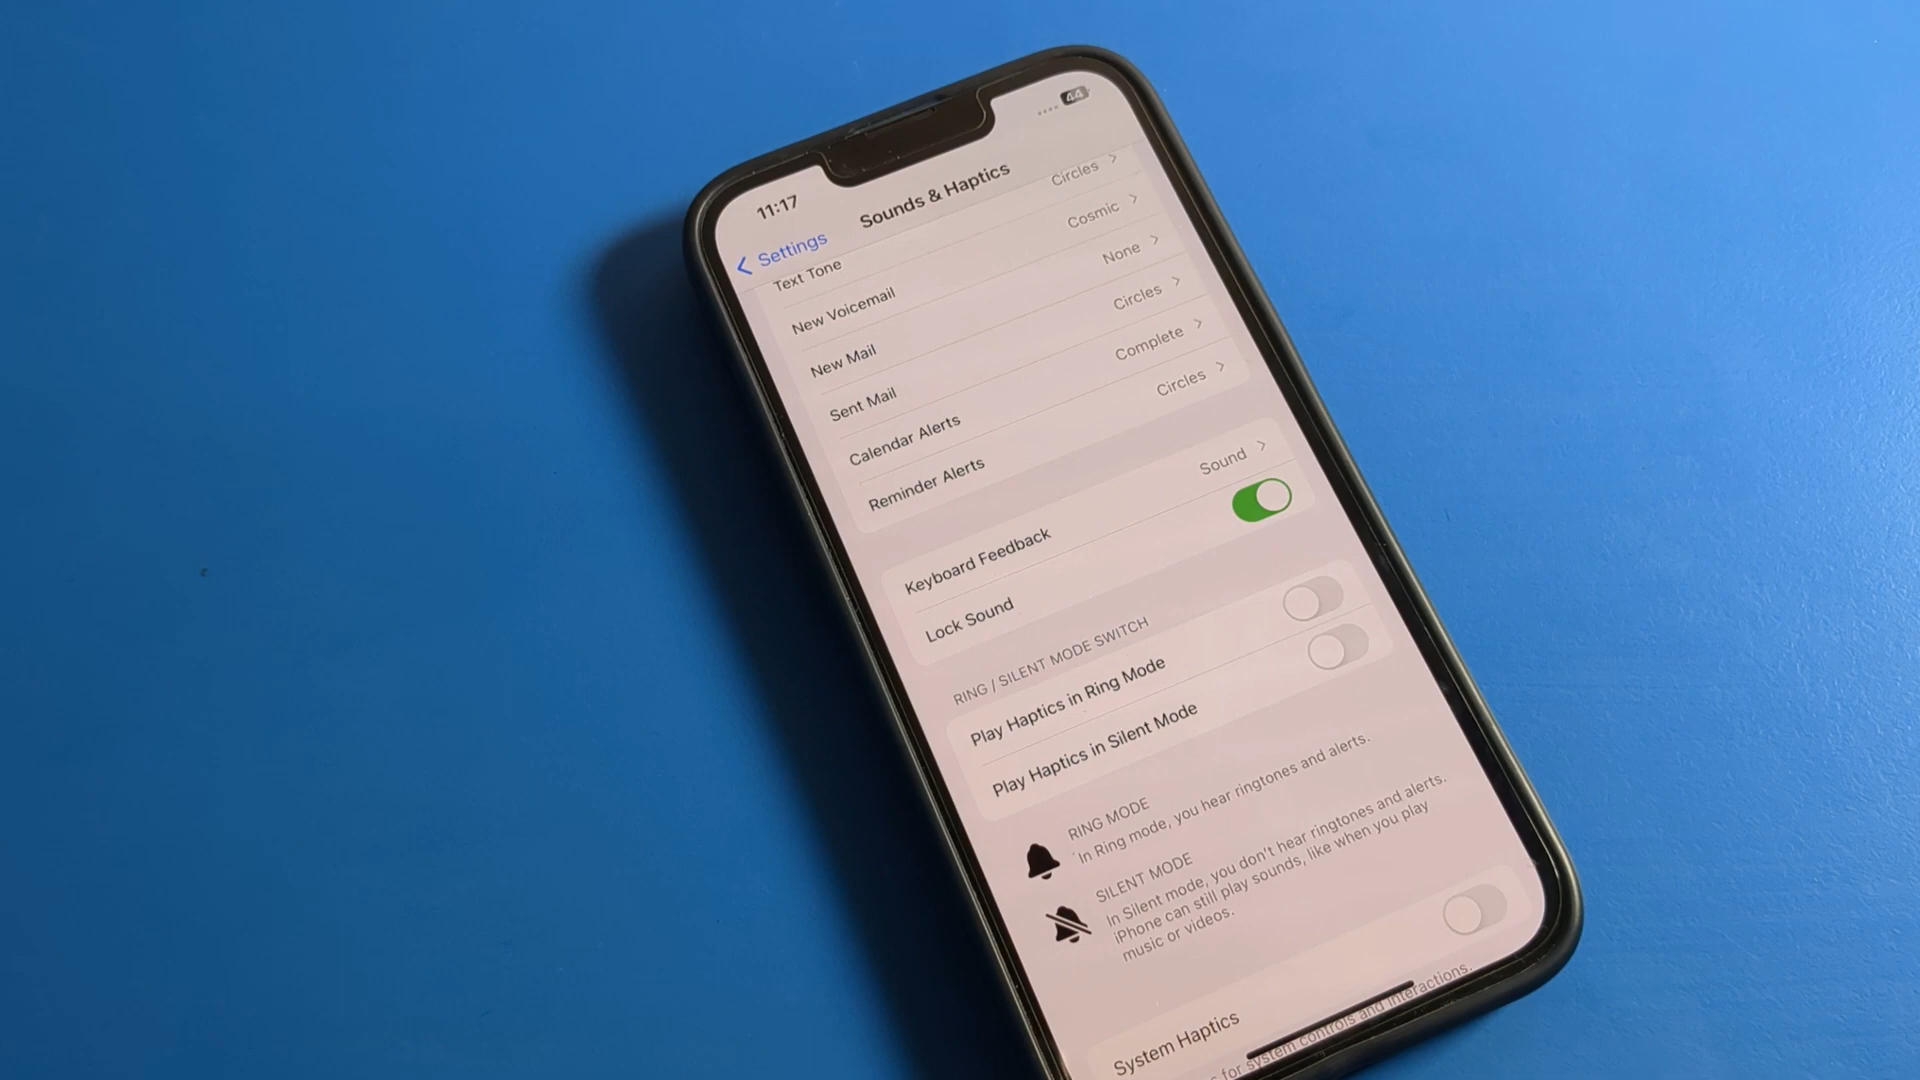 11:17
44
Settings
Sounds & Haptics
Text Tone Circles
New Voicemail Cosmic
New Mail None
Sent Mail Circles
Calendar Alerts Complete
Reminder Alerts Circles
Keyboard Feedback Sound
Lock Sound
RING / SILENT MODE SWITCH
Play Haptics in Ring Mode
Play Haptics in Silent Mode
RING MODE
In Ring mode, you hear ringtones and alerts.
SILENT MODE
In Silent mode, you don't hear ringtones and alerts.
iPhone can still play sounds, like when you play
music or videos.
System Haptics
for system controls and interactions.